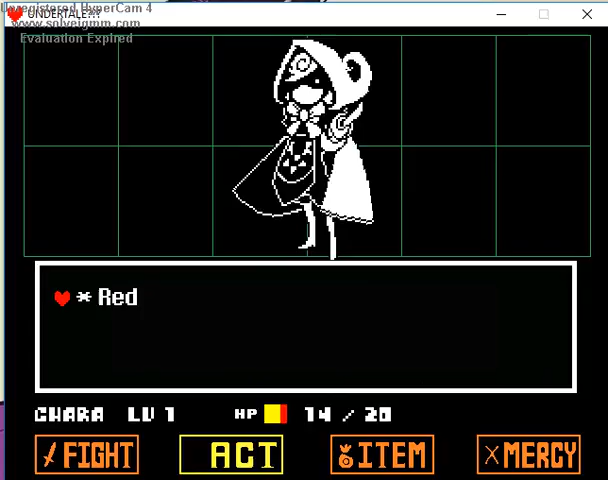 Unregistered HyperCam 4
UNDERTALE???
www.solveigmm.com
Evaluation Expired
* Red
CHARA LV 1 HP 14 / 20
FIGHT ACT ITEM MERCY